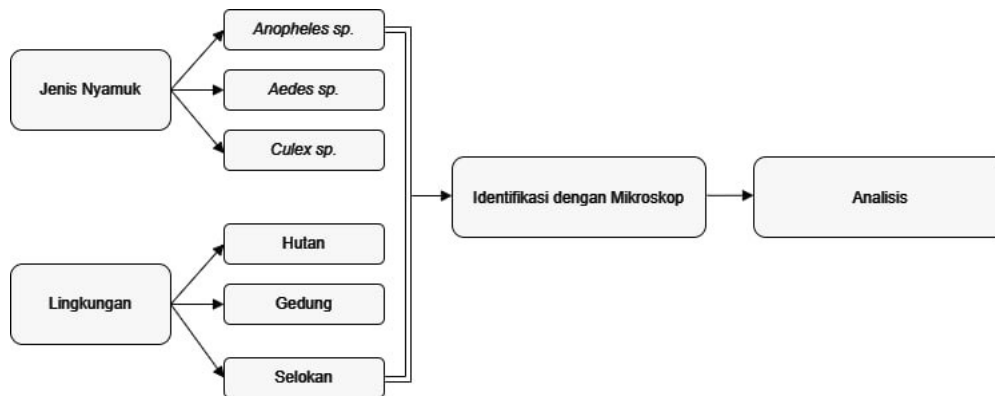 Jenis Nyamuk
Anopheles sp.
Aedes sp.
Culex sp.
Lingkungan
Hutan
Gedung
Selokan
Identifikasi dengan Mikroskop
Analisis